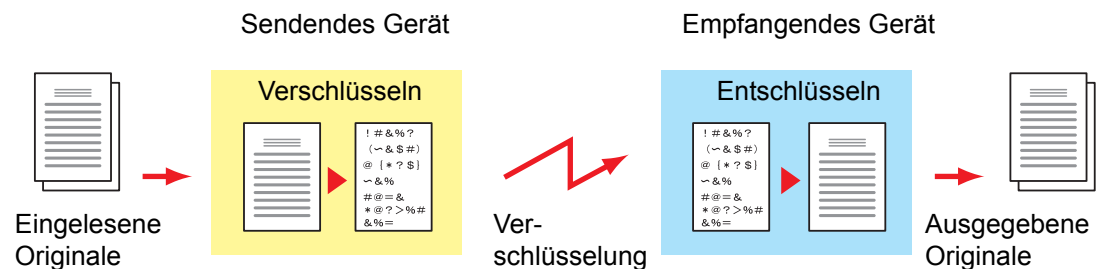 Sendendes Gerät
Empfangendes Gerät
Verschlüsseln
Entschlüsseln
!#&%?
(~&$#)
@{*?$}
~&%
#@=&
*@?>%#
&%=
!#&%?
(~&$#)
@{*?$}
~&%
#@=&
*@?>%#
&%=
Eingelesene
Originale
Ver-
schlüsselung
Ausgegebene
Originale